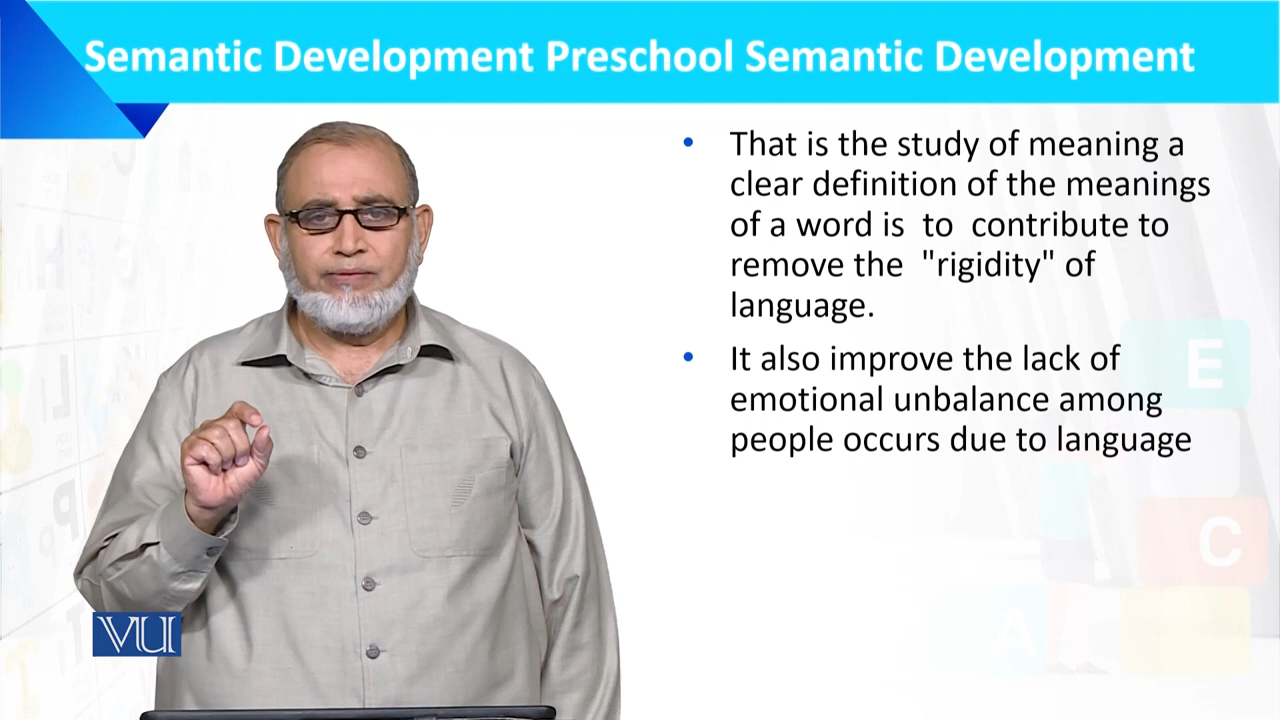 Semantic Development Preschool Semantic Development
• That is the study of meaning a
clear definition of the meanings
of a word is to contribute to
remove the "rigidity" of
language.
• It also improve the lack of
emotional unbalance among
people occurs due to language
VU
E
C
A